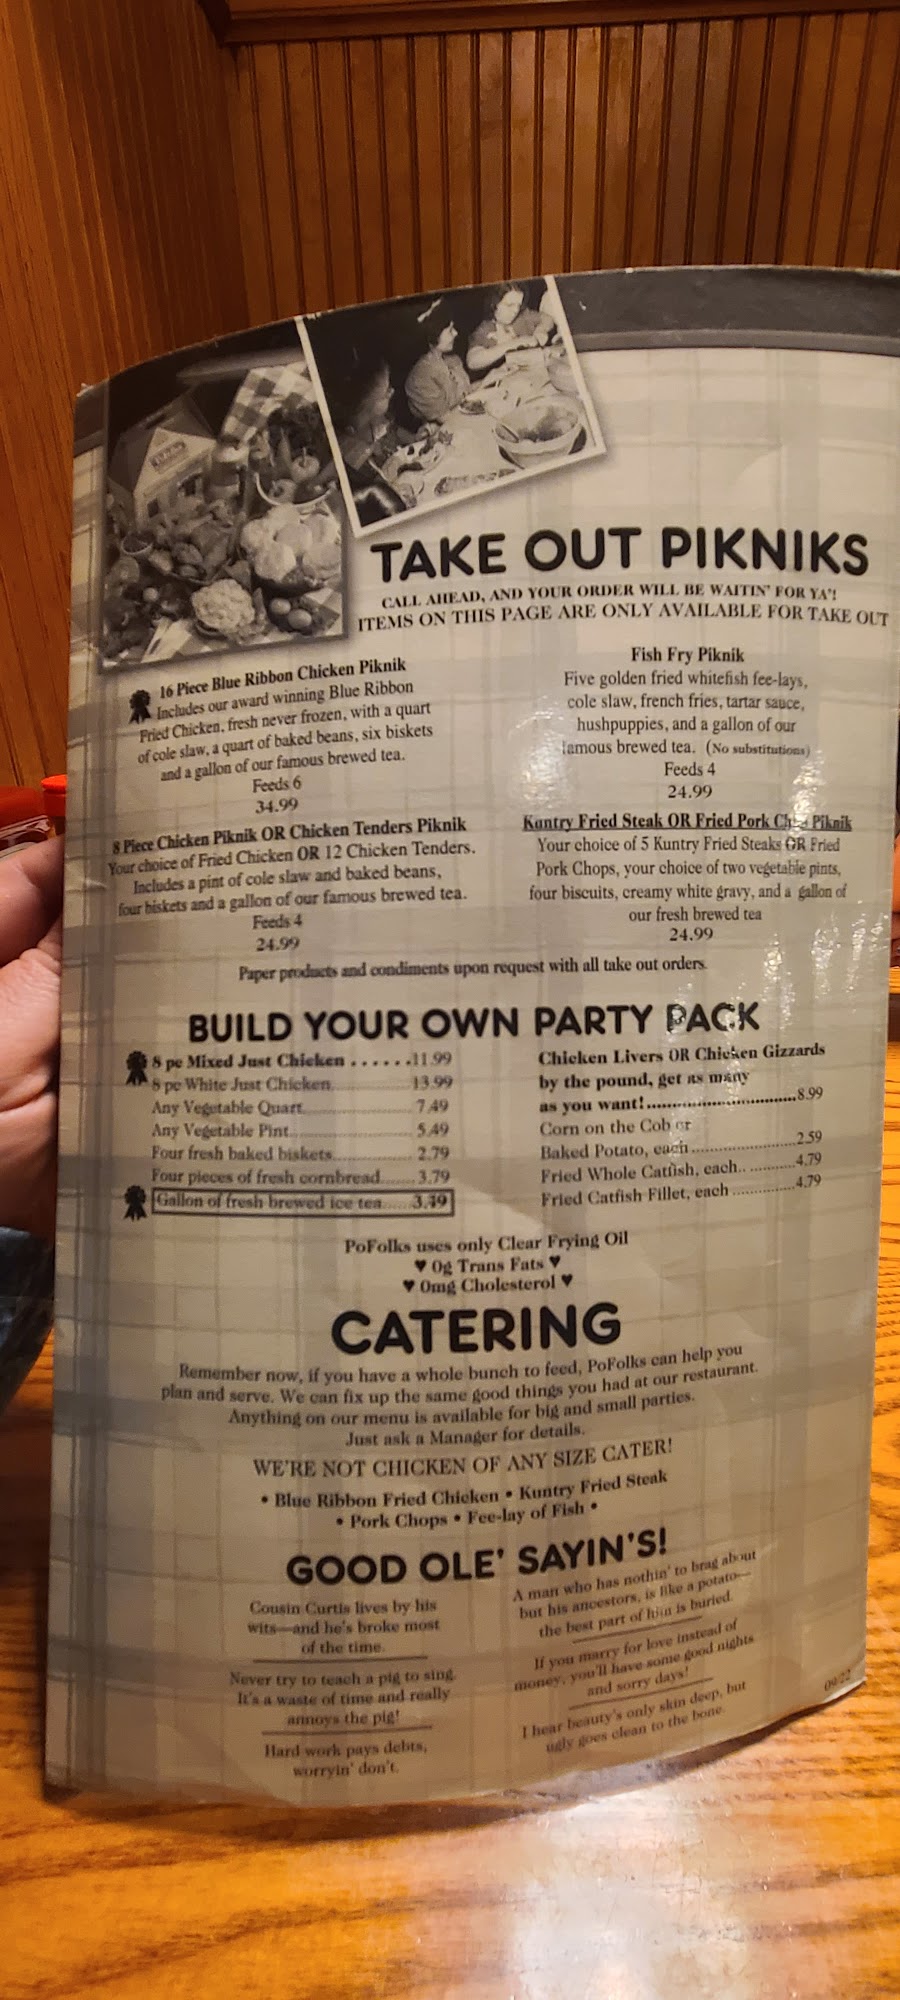 TAKE OUT PIKNIKS
CALL AHEAD, AND YOUR ORDER WILL BE WAITIN' FOR YA'!
ITEMS ON THIS PAGE ARE ONLY AVAILABLE FOR TAKE OUT
16 Piece Blue Ribbon Chicken Piknik
Includes our award winning Blue Ribbon
Fried Chicken, fresh never frozen, with a quart
of cole slaw, a quart of baked beans, six biskets
and a gallon of our famous brewed tea.
Feeds 6
34.99
8 Piece Chicken Piknik OR Chicken Tenders Piknik
Your choice of Fried Chicken OR 12 Chicken Tenders.
Includes a pint of cole slaw and baked beans,
four biskets and a gallon of our famous brewed tea.
Feeds 4
24.99
Fish Fry Piknik
Five golden fried whitefish fee-lays,
cole slaw, french fries, tartar sauce,
hushpuppies, and a gallon of our
famous brewed tea. (No substitutions)
Feeds 4
24.99
Kuntry Fried Steak OR Fried Pork Chop Piknik
Your choice of 5 Kuntry Fried Steaks OR Fried
Pork Chops, your choice of two vegetable pints,
four biscuits, creamy white gravy, and a gallon of
our fresh brewed tea
24.99
Paper products and condiments upon request with all take out orders.
BUILD YOUR OWN PARTY PACK
8 pc Mixed Just Chicken ......11.99
8 pc White Just Chicken..................13.99
Any Vegetable Quart.......................7.49
Any Vegetable Pint.........................5.49
Four fresh baked biskets................2.79
Four pieces of fresh cornbread.......3.79
Gallon of fresh brewed ice tea.....3.49
Chicken Livers OR Chicken Gizzards
by the pound, get as many
as you want!..............................8.99
Corn on the Cob or
Baked Potato, each.........................2.59
Fried Whole Catfish, each.. ..........4.79
Fried Catfish Fillet, each .............4.79
PoFolks uses only Clear Frying Oil
♥ 0g Trans Fats ♥
♥ 0mg Cholesterol ♥
CATERING
Remember now, if you have a whole bunch to feed, PoFolks can help you
plan and serve. We can fix up the same good things you had at our restaurant.
Anything on our menu is available for big and small parties.
Just ask a Manager for details.
WE'RE NOT CHICKEN OF ANY SIZE CATER!
• Blue Ribbon Fried Chicken • Kuntry Fried Steak
• Pork Chops • Fee-lay of Fish •
GOOD OLE' SAYIN'S!
Cousin Curtis lives by his
wits—and he's broke most
of the time.
Never try to teach a pig to sing.
It's a waste of time and really
annoys the pig!
Hard work pays debts,
worryin' don't.
A man who has nothin' to brag about
but his ancestors, is like a potato—
the best part of him is buried.
If you marry for love instead of
money, you'll have some good nights
and sorry days!
I hear beauty's only skin deep, but
ugly goes clean to the bone.
09/22